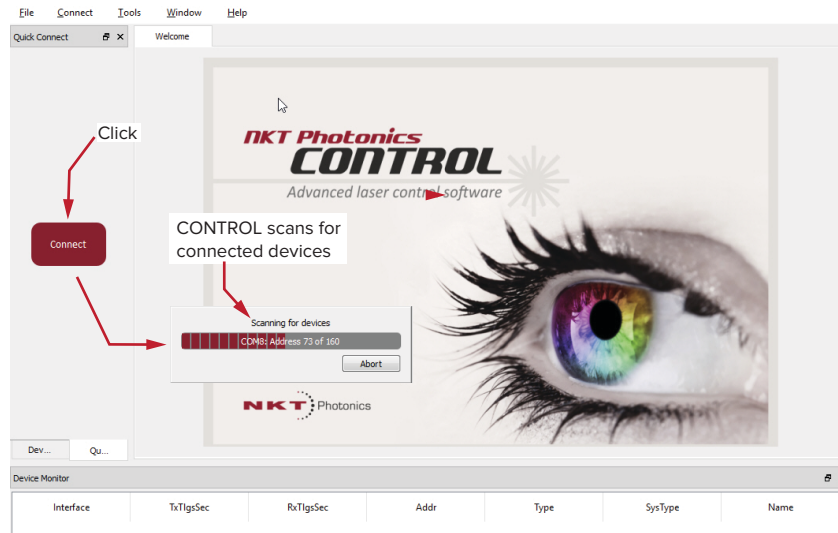 File Connect Tools Window Help
Quick Connect
Welcome
Click
NKT Photonics
CONTROL
Advanced laser control software
CONTROL scans for
connected devices
Connect
Scanning for devices
COM8: Address 73 of 160
Abort
NKT Photonics
Dev... Qu...
Device Monitor
Interface TxTlgsSec RxTlgsSec Addr Type SysType Name